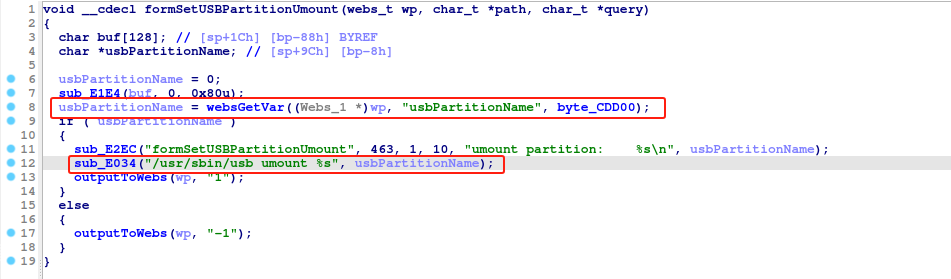 1 void __cdecl formSetUSBPartitionUmount(webs_t wp, char_t *path, char_t *query)
2 {
3 char buf[128]; // [sp+1Ch] [bp-88h] BYREF
4 char *usbPartitionName; // [sp+9Ch] [bp-8h]
5
6 usbPartitionName = 0;
7 sub_E1E4(buf, 0, 0x80u);
8 usbPartitionName = websGetVar((Webs_1 *)wp, "usbPartitionName", byte_CDD00);
9 if ( usbPartitionName )
10 {
11 sub_E2EC("formSetUSBPartitionUmount", 463, 1, 10, "umount partition:    %s\n", usbPartitionName);
12 sub_E034("/usr/sbin/usb umount %s", usbPartitionName);
13 outputToWebs(wp, "1");
14 }
15 else
16 {
17 outputToWebs(wp, "-1");
18 }
19 }